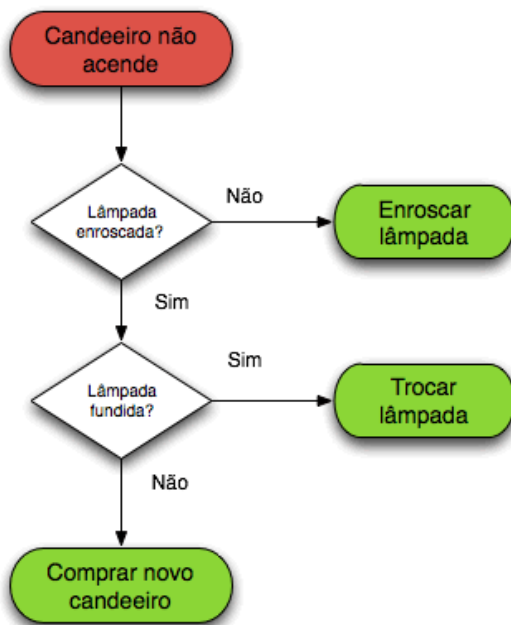 Candeeiro não
acende
Lâmpada
enroscada?
Não
Enroscar
lâmpada
Sim
Lâmpada
fundida?
Sim
Trocar
lâmpada
Não
Comprar novo
candeeiro